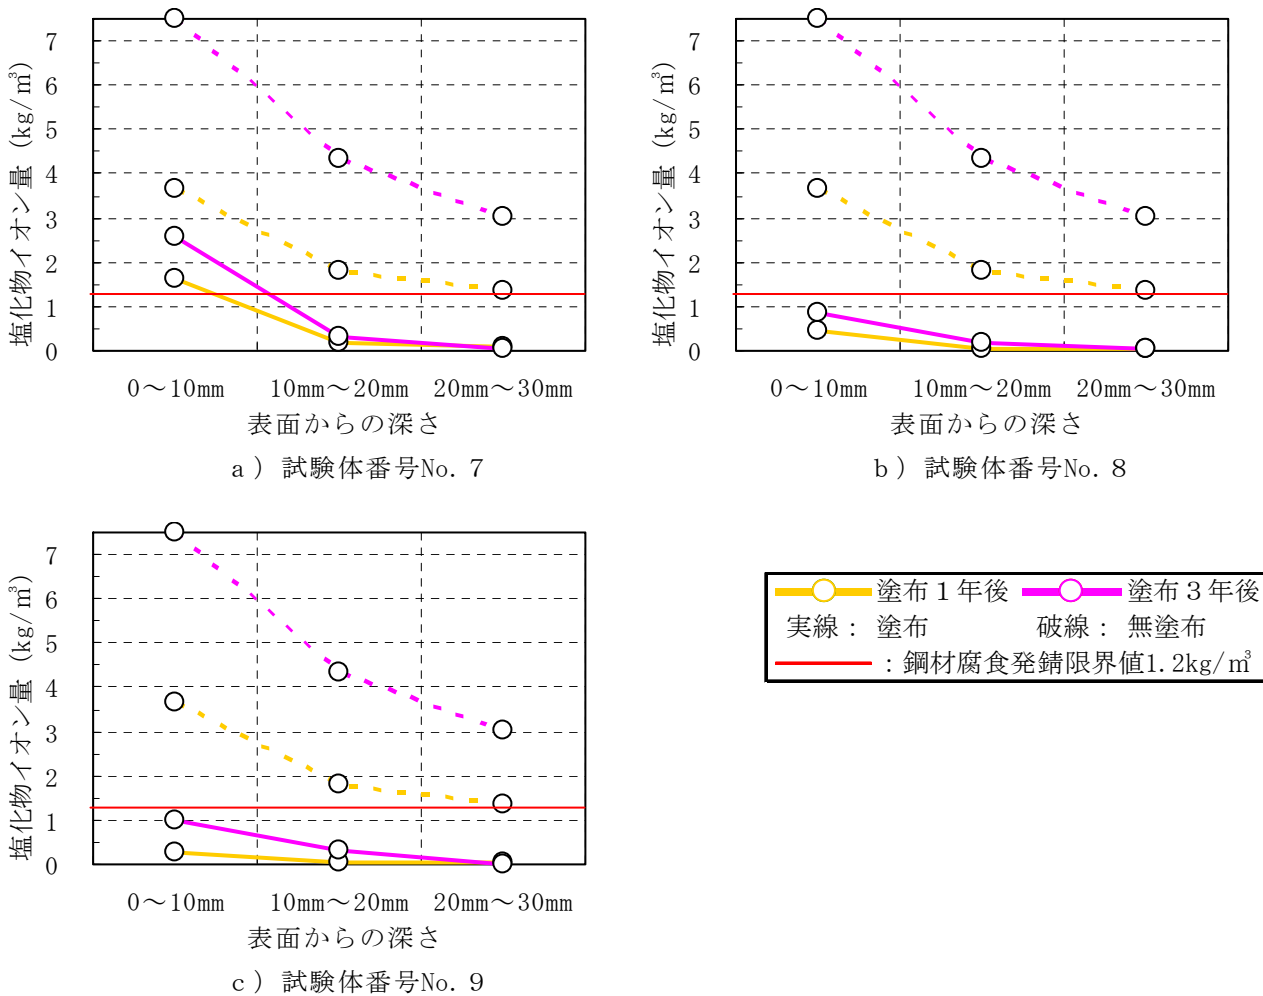 塩化物イオン量 (kg/㎥)
7
6
5
4
3
2
1
0
0～10㎜ 10㎜～20㎜ 20㎜～30㎜
表面からの深さ
a）試験体番号No.７
塩化物イオン量 (kg/㎥)
7
6
5
4
3
2
1
0
0～10㎜ 10㎜～20㎜ 20㎜～30㎜
表面からの深さ
b）試験体番号No.８
塩化物イオン量 (kg/㎥)
7
6
5
4
3
2
1
0
0～10㎜ 10㎜～20㎜ 20㎜～30㎜
表面からの深さ
c）試験体番号No.９
塗布１年後 塗布３年後
実線： 塗布 破線： 無塗布
：鋼材腐食発錆限界値1.2kg/㎥